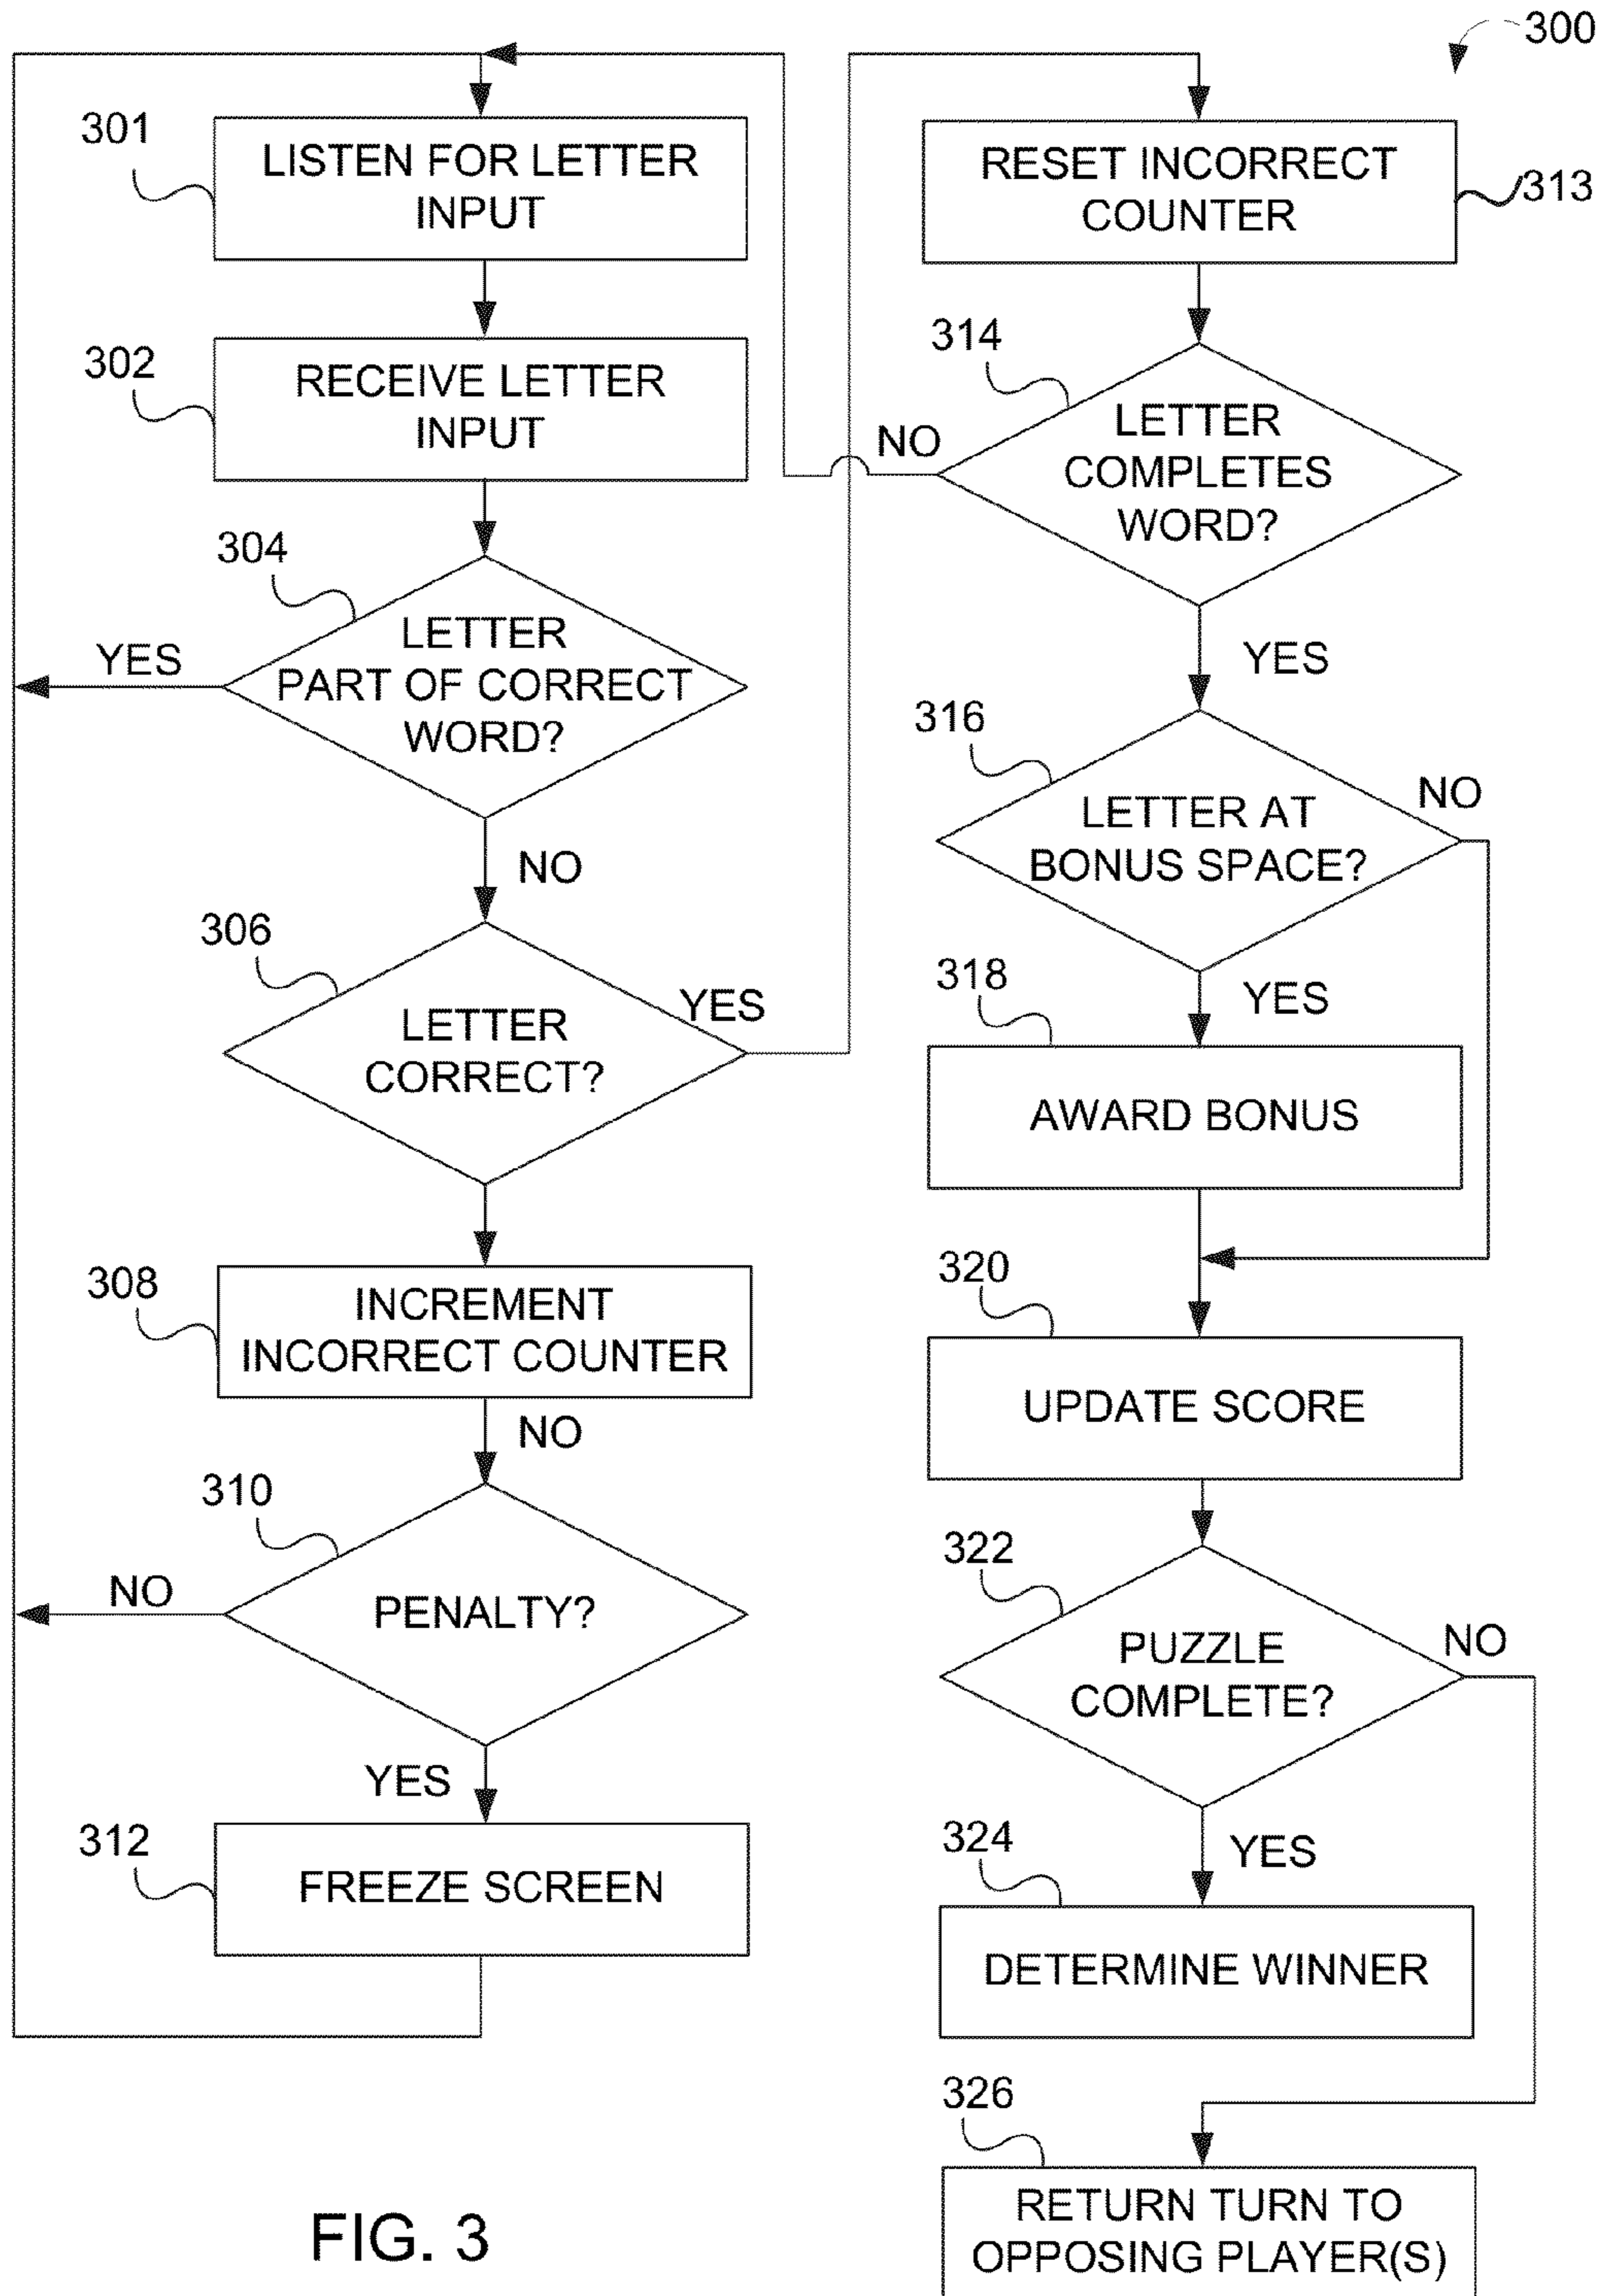 300
301
LISTEN FOR LETTER
INPUT
302
RECEIVE LETTER
INPUT
304
LETTER
PART OF CORRECT
WORD?
YES
NO
306
LETTER
CORRECT?
YES
308
INCREMENT
INCORRECT COUNTER
NO
310
PENALTY?
NO
YES
312
FREEZE SCREEN
RESET INCORRECT
COUNTER
313
314
LETTER
COMPLETES
WORD?
NO
YES
316
LETTER AT
BONUS SPACE?
NO
YES
318
AWARD BONUS
320
UPDATE SCORE
322
PUZZLE
COMPLETE?
NO
YES
324
DETERMINE WINNER
326
RETURN TURN TO
OPPOSING PLAYER(S)
FIG. 3